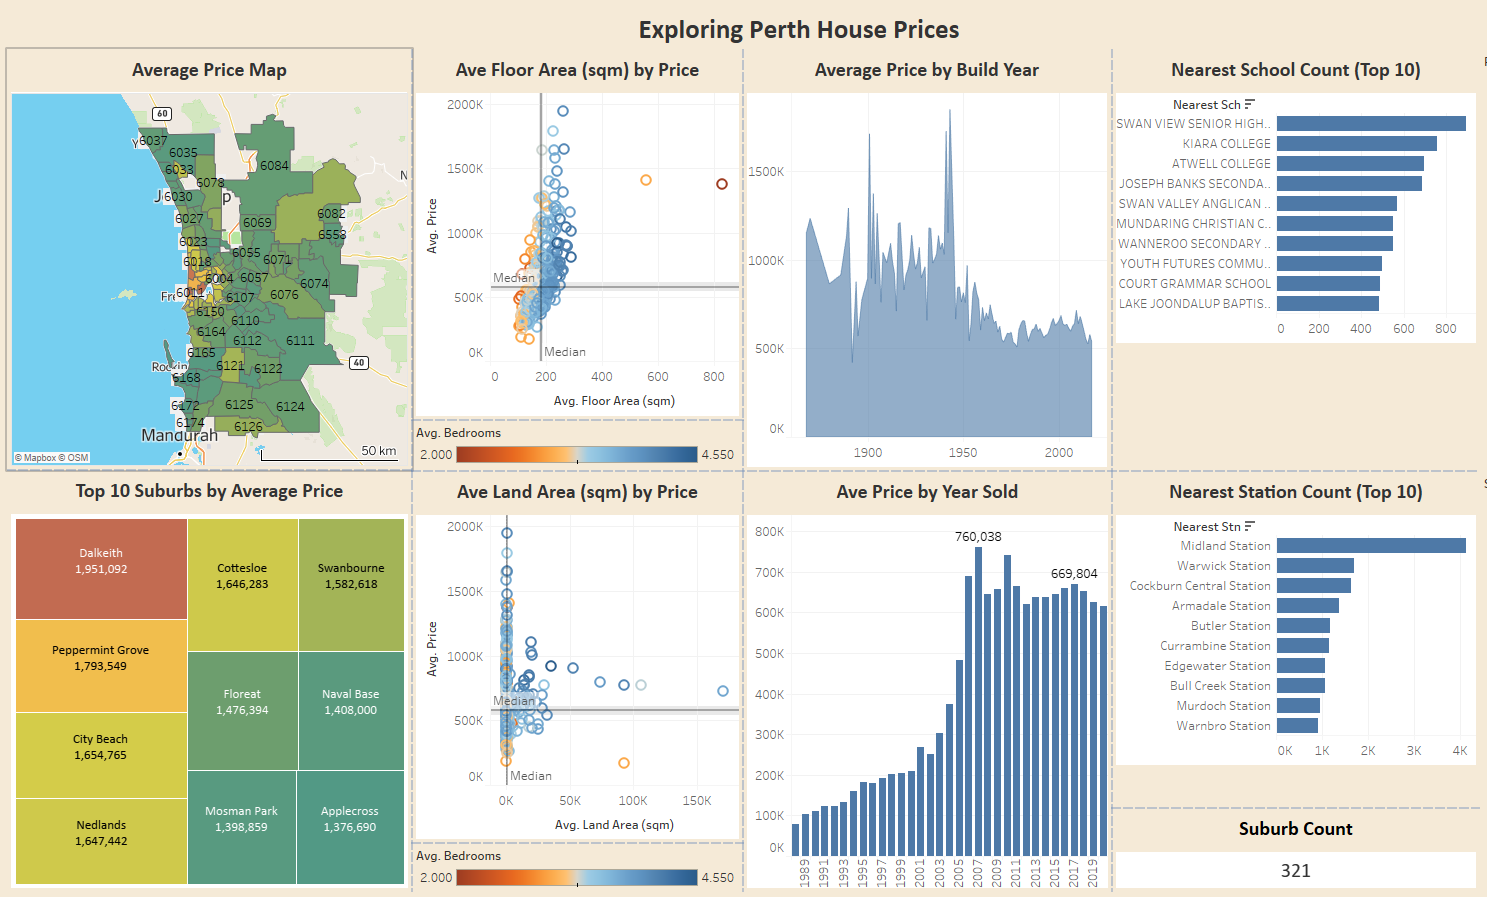 Exploring Perth House Prices
Average Price Map
60
6037
6035
6033
6084
6078
N
6030
p
6082
6027
6069
6558
6023
6055
6018
6071
6004
6057
6074
6011
6107
6076
6150
6110
6164
6112
6111
6165
40
6121
6122
6168
6172
6125
6124
6174
6126
Mandurah
50 km
© Mapbox © OSM
Ave Floor Area (sqm) by Price
2000K
1500K
1000K
500K
0K
Avg. Price
Median
Median
0
200
400
600
800
Avg. Floor Area (sqm)
Avg. Bedrooms
2.000
4.550
Average Price by Build Year
1500K
1000K
500K
0K
1900
1950
2000
Nearest School Count (Top 10)
Nearest Sch
SWAN VIEW SENIOR HIGH..
KIARA COLLEGE
ATWELL COLLEGE
JOSEPH BANKS SECONDA..
SWAN VALLEY ANGLICAN ..
MUNDARING CHRISTIAN C..
WANNEROO SECONDARY ..
YOUTH FUTURES COMMU..
COURT GRAMMAR SCHOOL
LAKE JOONDALUP BAPTIS..
0
200
400
600
800
Top 10 Suburbs by Average Price
Dalkeith
1,951,092
Peppermint Grove
1,793,549
City Beach
1,654,765
Nedlands
1,647,442
Cottesloe
1,646,283
Swanbourne
1,582,618
Floreat
1,476,394
Naval Base
1,408,000
Mosman Park
1,398,859
Applecross
1,376,690
Ave Land Area (sqm) by Price
2000K
1500K
1000K
500K
0K
Avg. Price
Median
Median
0K
50K
100K
150K
Avg. Land Area (sqm)
Avg. Bedrooms
2.000
4.550
Ave Price by Year Sold
800K
700K
600K
500K
400K
300K
200K
100K
0K
760,038
669,804
1989
1991
1993
1995
1997
1999
2001
2003
2005
2007
2009
2011
2013
2015
2017
2019
Nearest Station Count (Top 10)
Nearest Stn
Midland Station
Warwick Station
Cockburn Central Station
Armadale Station
Butler Station
Currambine Station
Edgewater Station
Bull Creek Station
Murdoch Station
Warnbro Station
0K
1K
2K
3K
4K
Suburb Count
321